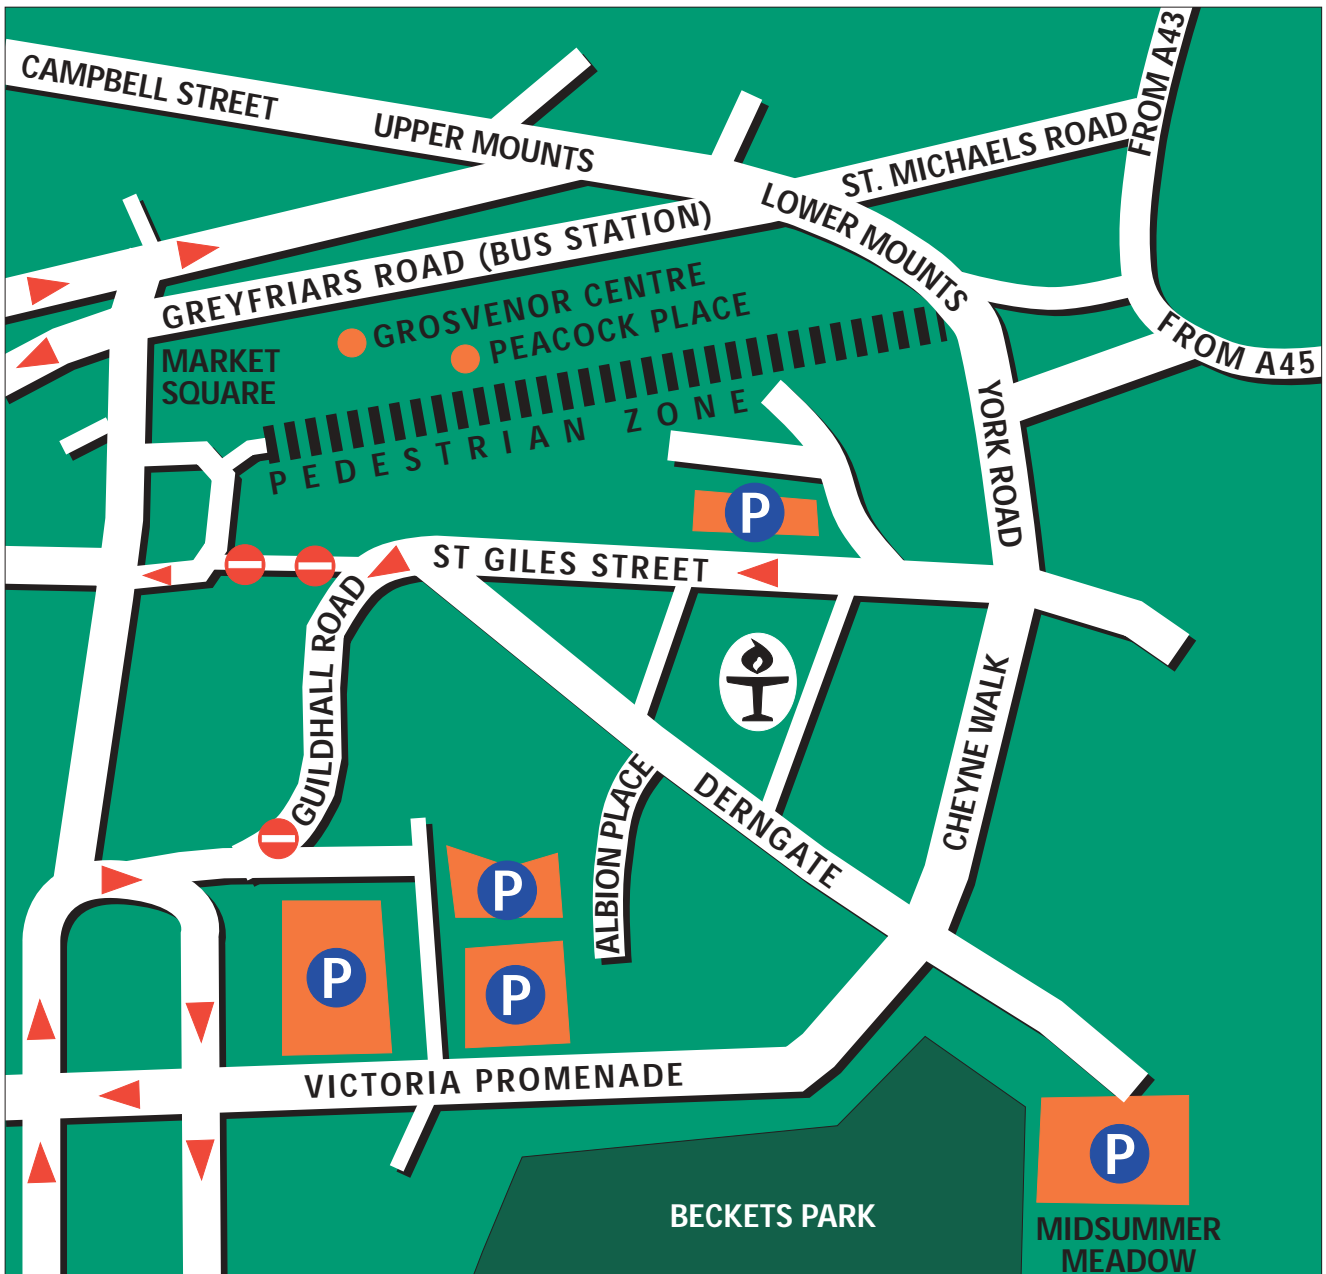 FROM A43
CAMPBELL STREET
UPPER MOUNTS
ST. MICHAELS ROAD
LOWER MOUNTS
GREYFRIARS ROAD (BUS STATION)
GROSVENOR CENTRE
PEACOCK PLACE
FROM A45
MARKET
SQUARE
PEDESTRIAN ZONE
YORK ROAD
P
ST GILES STREET
GUILDHALL ROAD
CHEYNE WALK
ALBION PLACE
DERNGATE
P
P
P
VICTORIA PROMENADE
P
BECKETS PARK
MIDSUMMER
MEADOW